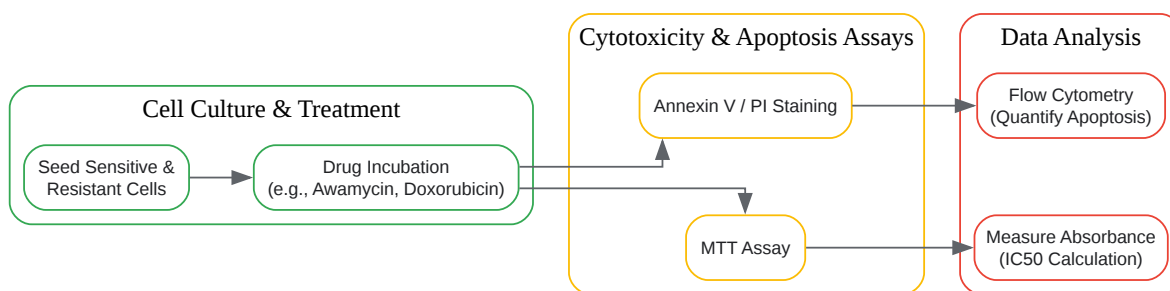 Cell Culture & Treatment
Seed Sensitive &
Resistant Cells
Drug Incubation
(e.g., Awamycin, Doxorubicin)
Cytotoxicity & Apoptosis Assays
Annexin V / PI Staining
MTT Assay
Data Analysis
Flow Cytometry
(Quantify Apoptosis)
Measure Absorbance
(IC50 Calculation)